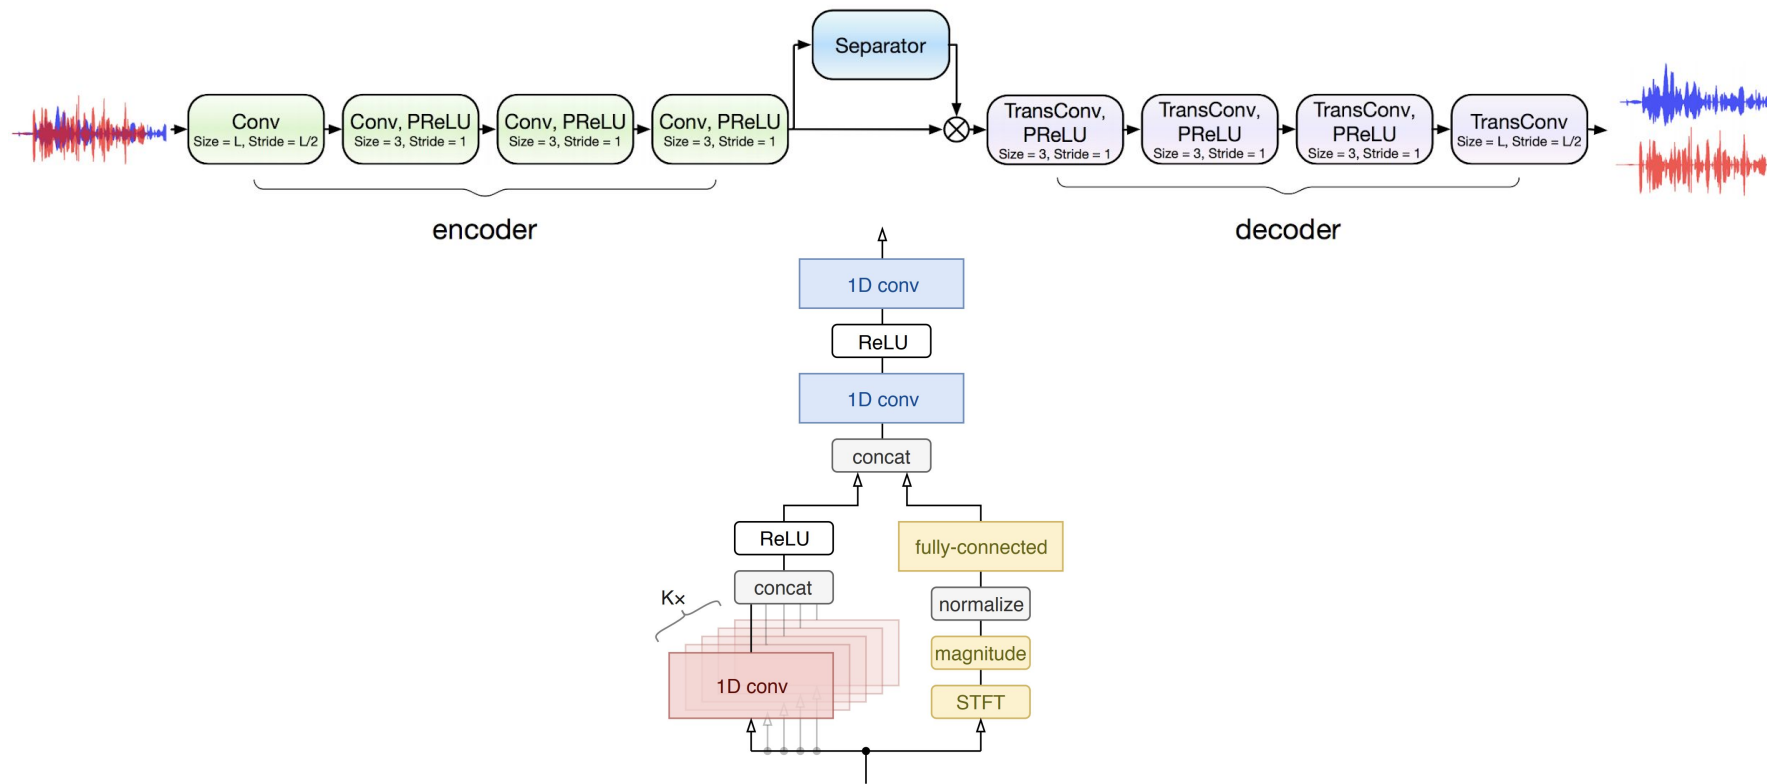 Separator
Conv
Size = L, Stride = L/2
Conv, PReLU
Size = 3, Stride = 1
Conv, PReLU
Size = 3, Stride = 1
Conv, PReLU
Size = 3, Stride = 1
TransConv,
PReLU
Size = 3, Stride = 1
TransConv,
PReLU
Size = 3, Stride = 1
TransConv,
PReLU
Size = 3, Stride = 1
TransConv
Size = L, Stride = L/2
encoder
decoder
1D conv
ReLU
1D conv
concat
ReLU
fully-connected
concat
normalize
K×
magnitude
1D conv
STFT